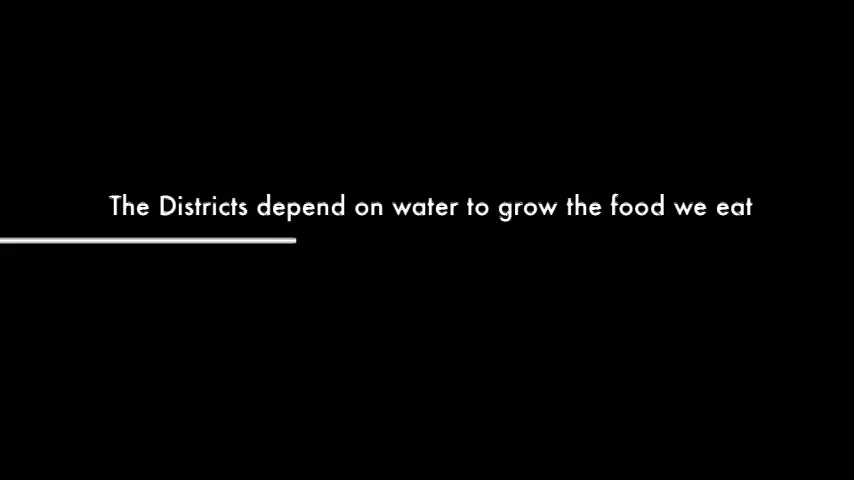 The Districts depend on water to grow the food we eat